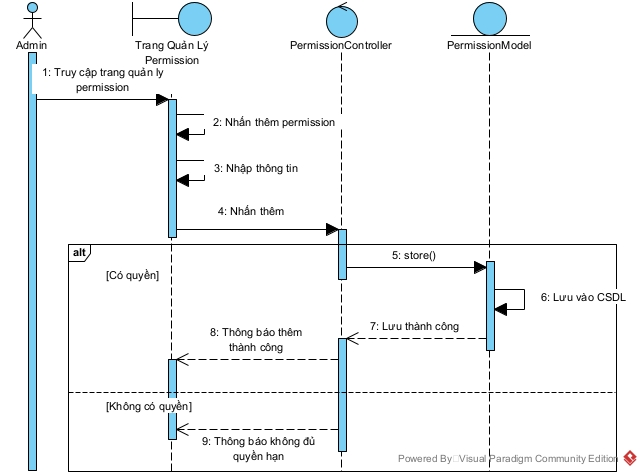 Admin
Trang Quản Lý
Permission
PermissionController
PermissionModel
1: Truy cập trang quản ly
permission
2: Nhấn thêm permission
3: Nhập thông tin
4: Nhấn thêm
alt
[Có quyền]
5: store()
6: Lưu vào CSDL
7: Lưu thành công
8: Thông báo thêm
thành công
[Không có quyền]
9: Thông báo không đủ
quyền hạn
Powered By Visual Paradigm Community Edition